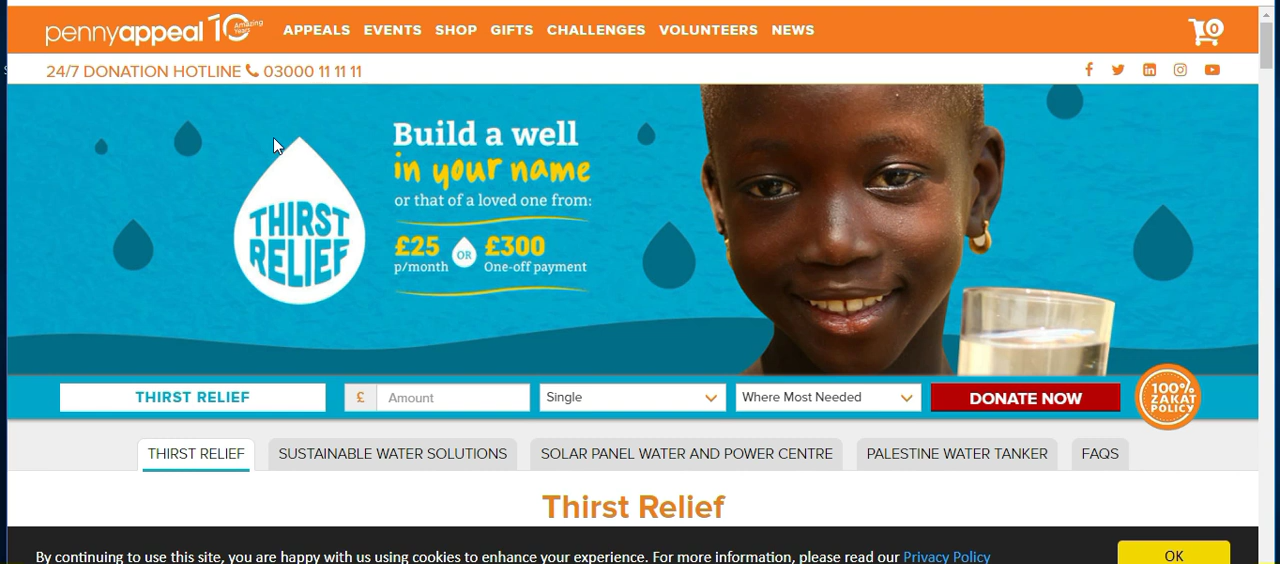 pennyappeal 10 Amazing Years
APPEALS EVENTS SHOP GIFTS CHALLENGES VOLUNTEERS NEWS
0
24/7 DONATION HOTLINE 03000 11 11 11
Build a well
in your name
or that of a loved one from:
THIRST
RELIEF
£25 OR £300
p/month One-off payment
THIRST RELIEF
£ Amount
Single
Where Most Needed
DONATE NOW
100%
ZAKAT
POLICY
THIRST RELIEF
SUSTAINABLE WATER SOLUTIONS
SOLAR PANEL WATER AND POWER CENTRE
PALESTINE WATER TANKER
FAQS
Thirst Relief
By continuing to use this site, you are happy with us using cookies to enhance your experience. For more information, please read our Privacy Policy
OK